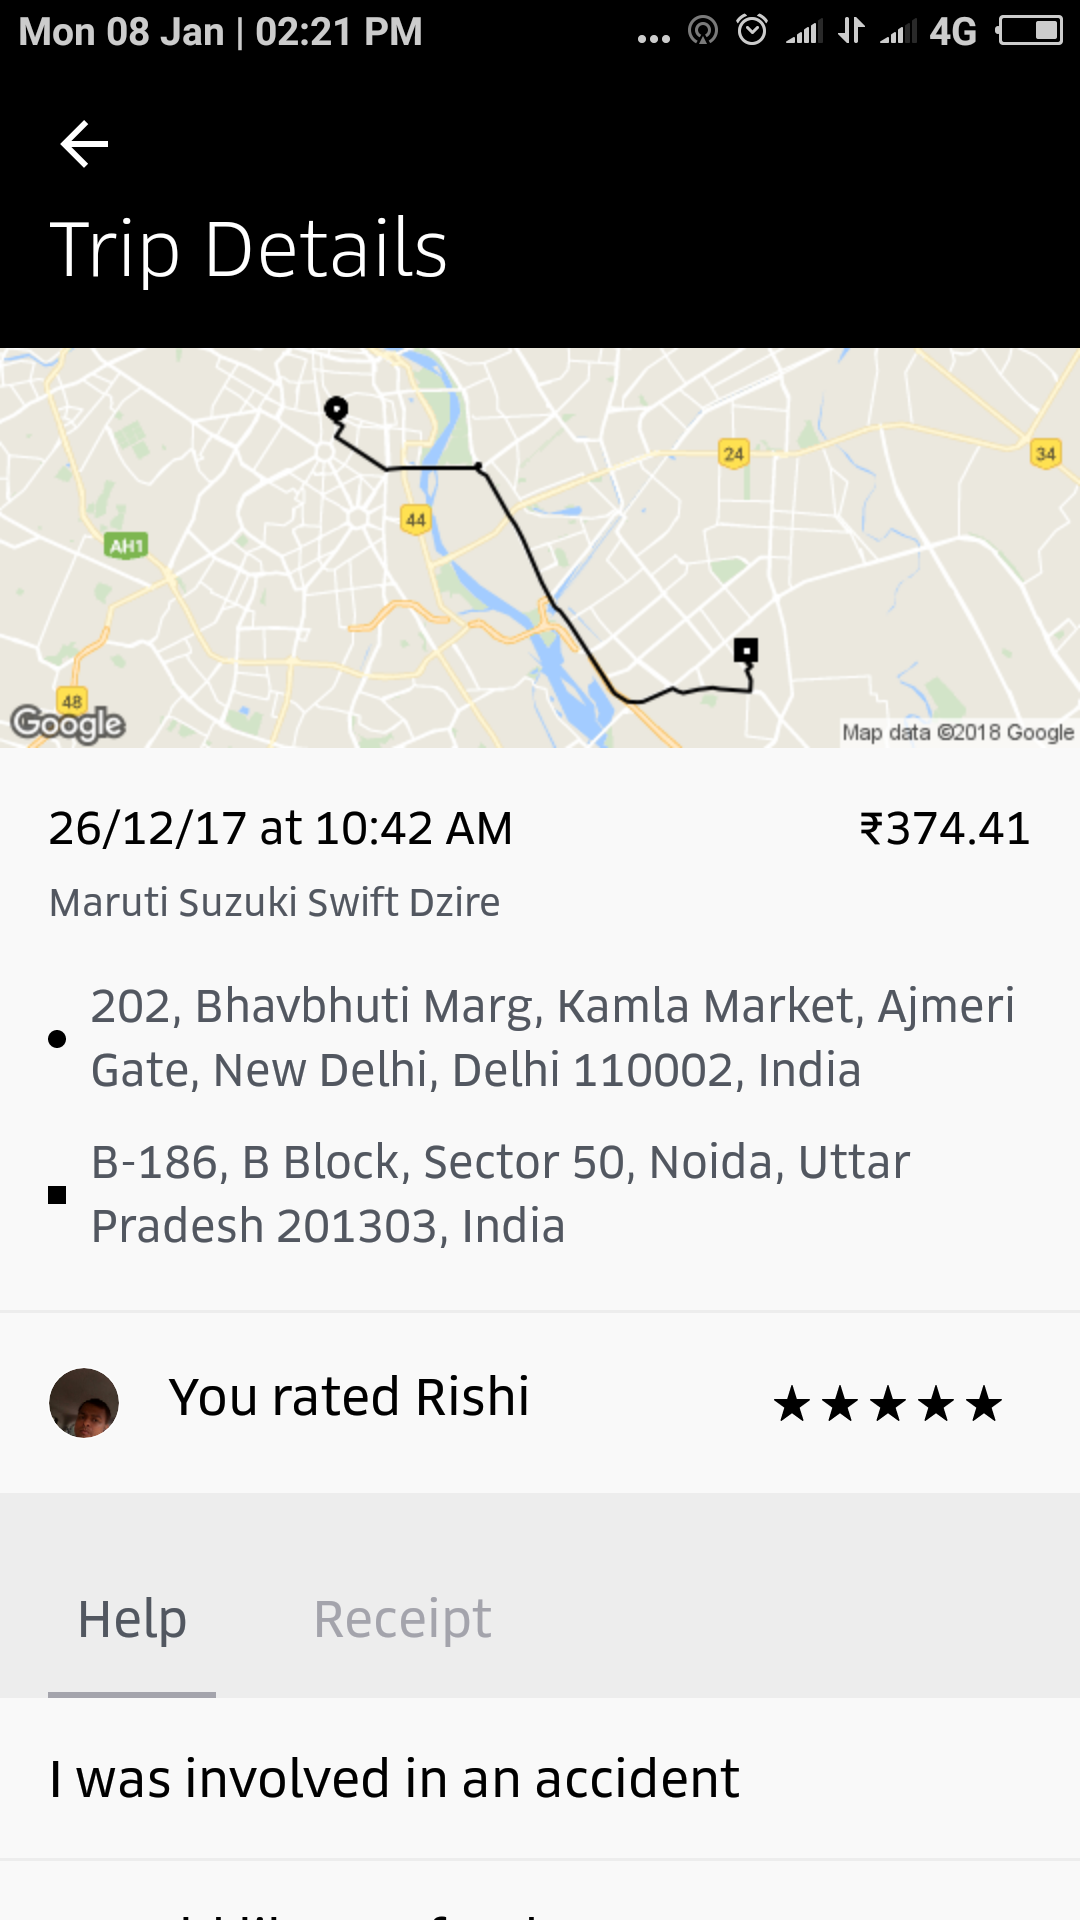 Mon 08 Jan | 02:21 PM ... 4G
Trip Details
24
34
44
AH1
48
Google
Map data ©2018 Google
26/12/17 at 10:42 AM ₹374.41
Maruti Suzuki Swift Dzire
202, Bhavbhuti Marg, Kamla Market, Ajmeri
Gate, New Delhi, Delhi 110002, India
B-186, B Block, Sector 50, Noida, Uttar
Pradesh 201303, India
You rated Rishi ★★★★★
Help Receipt
I was involved in an accident